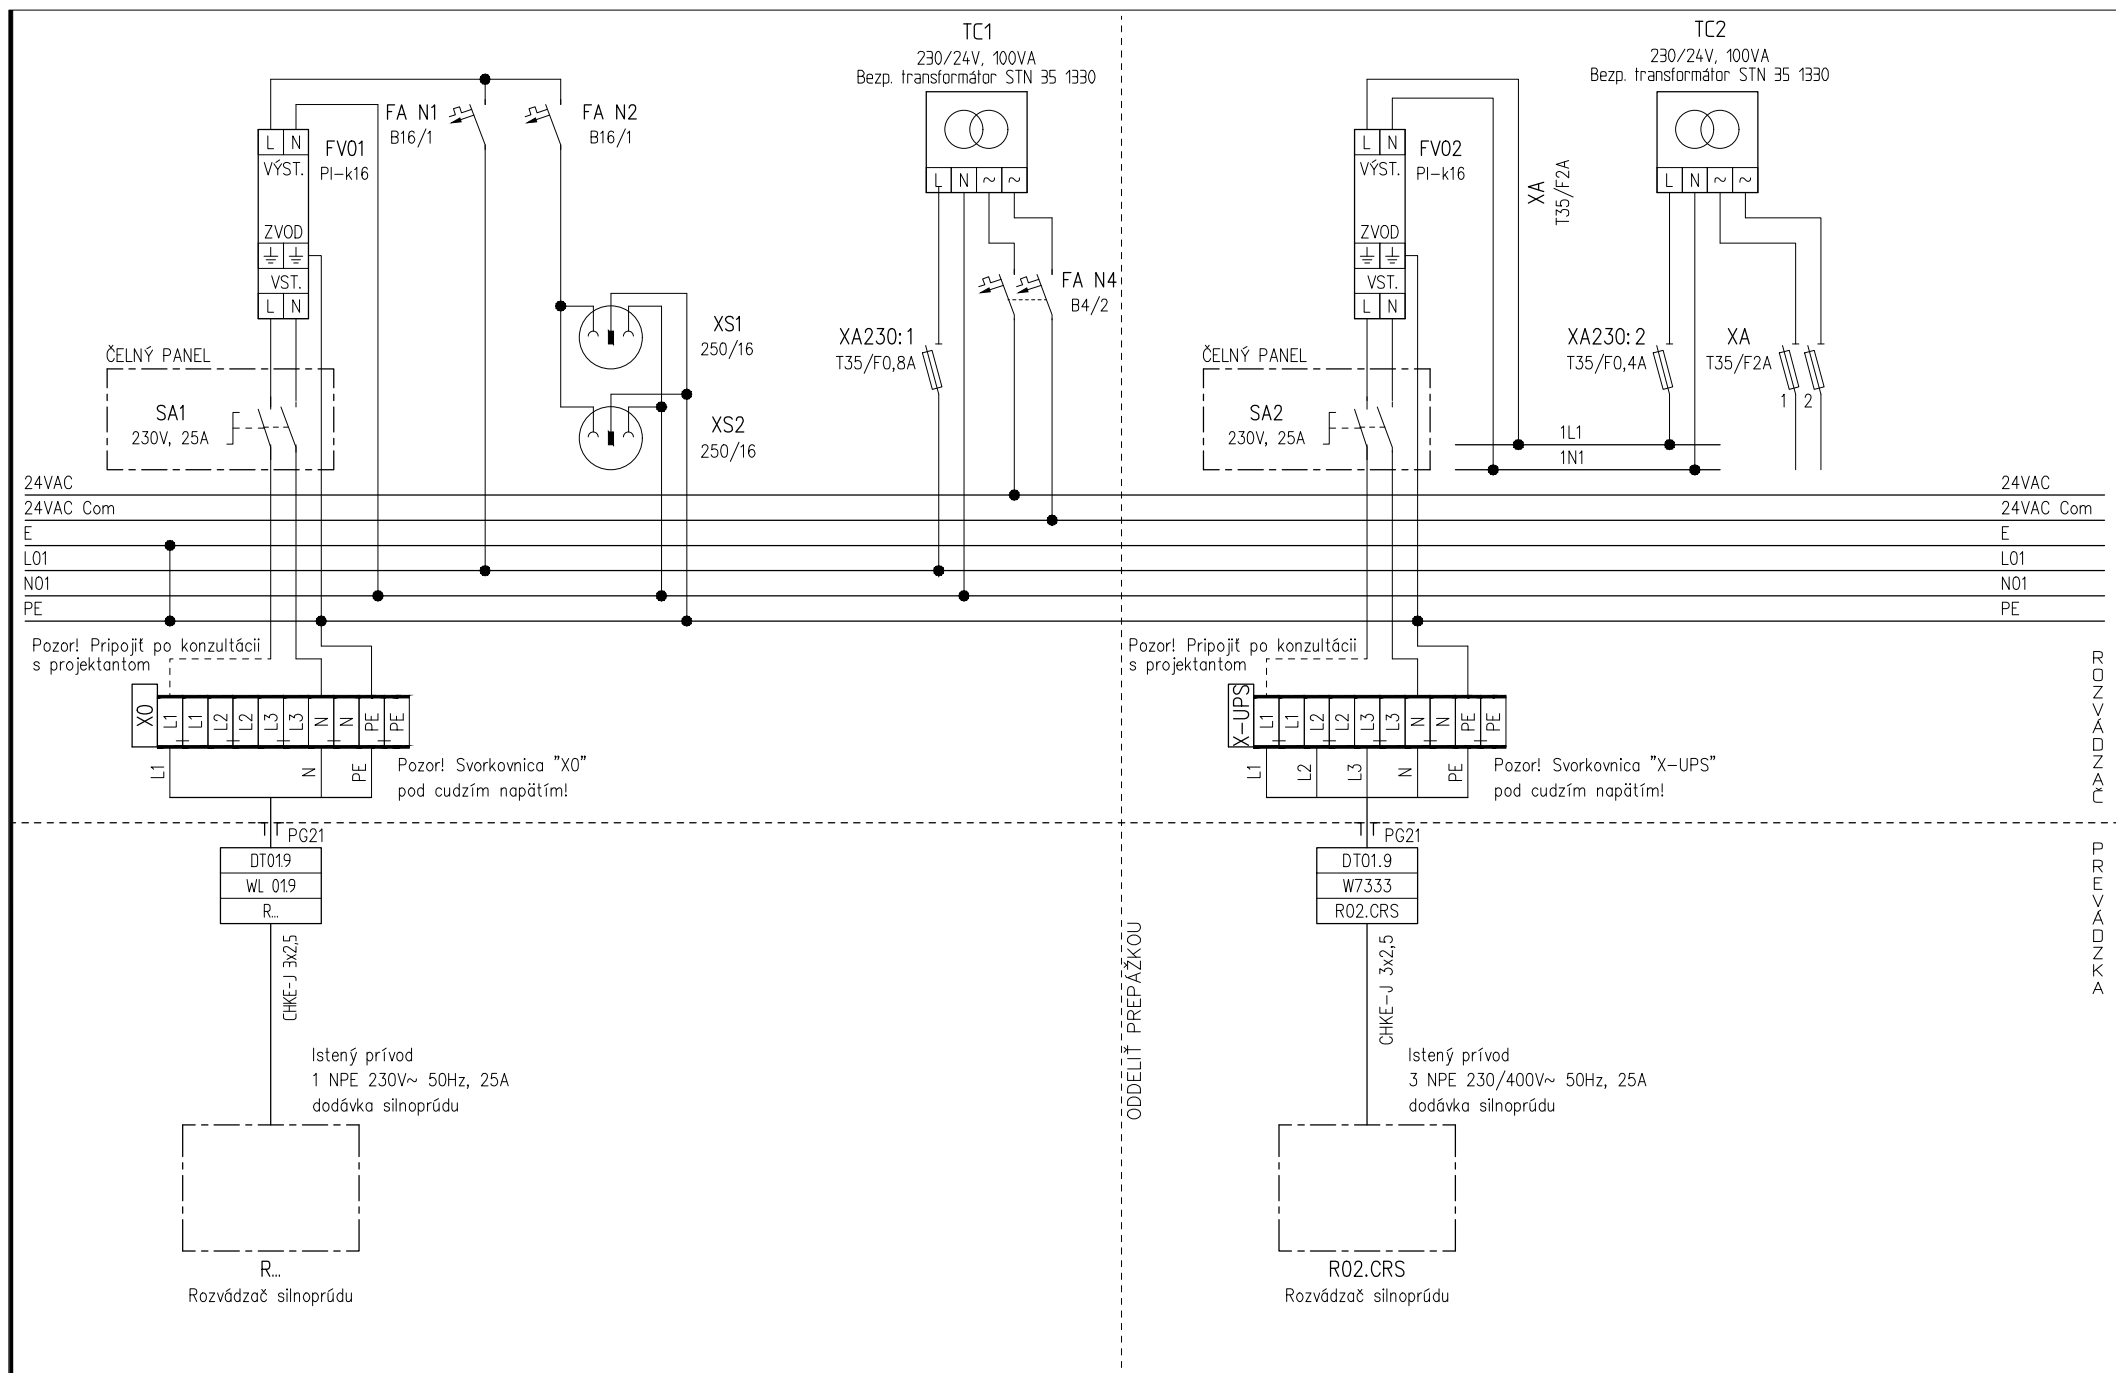 TC1
230/24V, 100VA
Bezp. transformátor STN 35 1330
L N ~ ~
FA N1
B16/1
FA N2
B16/1
L N
VÝST.
FV01
PI-k16
ZVOD
VST.
L N
FA N4
B4/2
XS1
250/16
XS2
250/16
XA230:1
T35/F0,8A
ČELNÝ PANEL
SA1
230V, 25A
TC2
230/24V, 100VA
Bezp. transformátor STN 35 1330
L N ~ ~
L N
VÝST.
FV02
PI-k16
ZVOD
VST.
L N
XA
T35/F2A
XA230:2
T35/F0,4A
XA
T35/F2A
1 2
ČELNÝ PANEL
SA2
230V, 25A
1L1
1N1
24VAC
24VAC Com
E
L01
N01
PE
24VAC
24VAC Com
E
L01
N01
PE
Pozor! Pripojiť po konzultácii
s projektantom
X0
L1 L1 L2 L2 L3 L3 N N PE PE
L1 N PE
Pozor! Svorkovnica "X0"
pod cudzím napätím!
PG21
DT01.9
WL 01.9
R...
CHKE-J 3x2,5
Istený prívod
1 NPE 230V~ 50Hz, 25A
dodávka silnoprúdu
R...
Rozvádzač silnoprúdu
ODDELIŤ PREPÁŽKOU
Pozor! Pripojiť po konzultácii
s projektantom
X-UPS
L1 L1 L2 L2 L3 L3 N N PE PE
L1 L2 L3 N PE
Pozor! Svorkovnica "X-UPS"
pod cudzím napätím!
PG21
DT01.9
W7333
R02.CRS
CHKE-J 3x2,5
Istený prívod
3 NPE 230/400V~ 50Hz, 25A
dodávka silnoprúdu
R02.CRS
Rozvádzač silnoprúdu
ROZVÁDZAČ
PREVÁDZKA